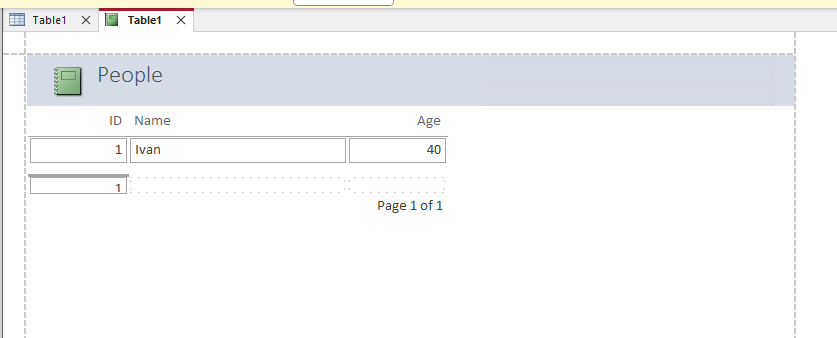 Table1 Table1
People
ID Name Age
1 Ivan 40
1
Page 1 of 1